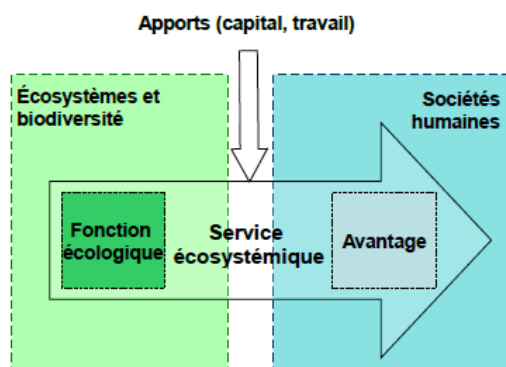 Apports (capital, travail)
Écosystèmes et
biodiversité
Sociétés
humaines
Fonction
écologique
Service
écosystémique
Avantage